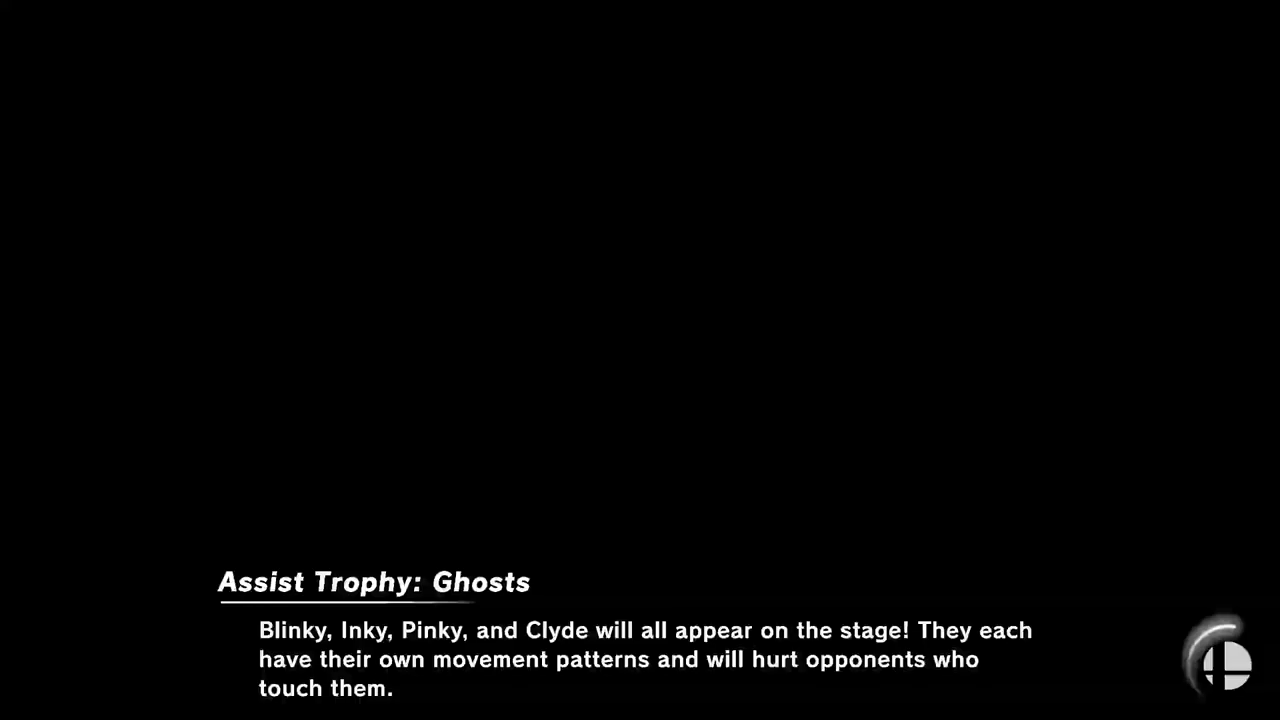 Assist Trophy: Ghosts
Blinky, Inky, Pinky, and Clyde will all appear on the stage! They each
have their own movement patterns and will hurt opponents who
touch them.